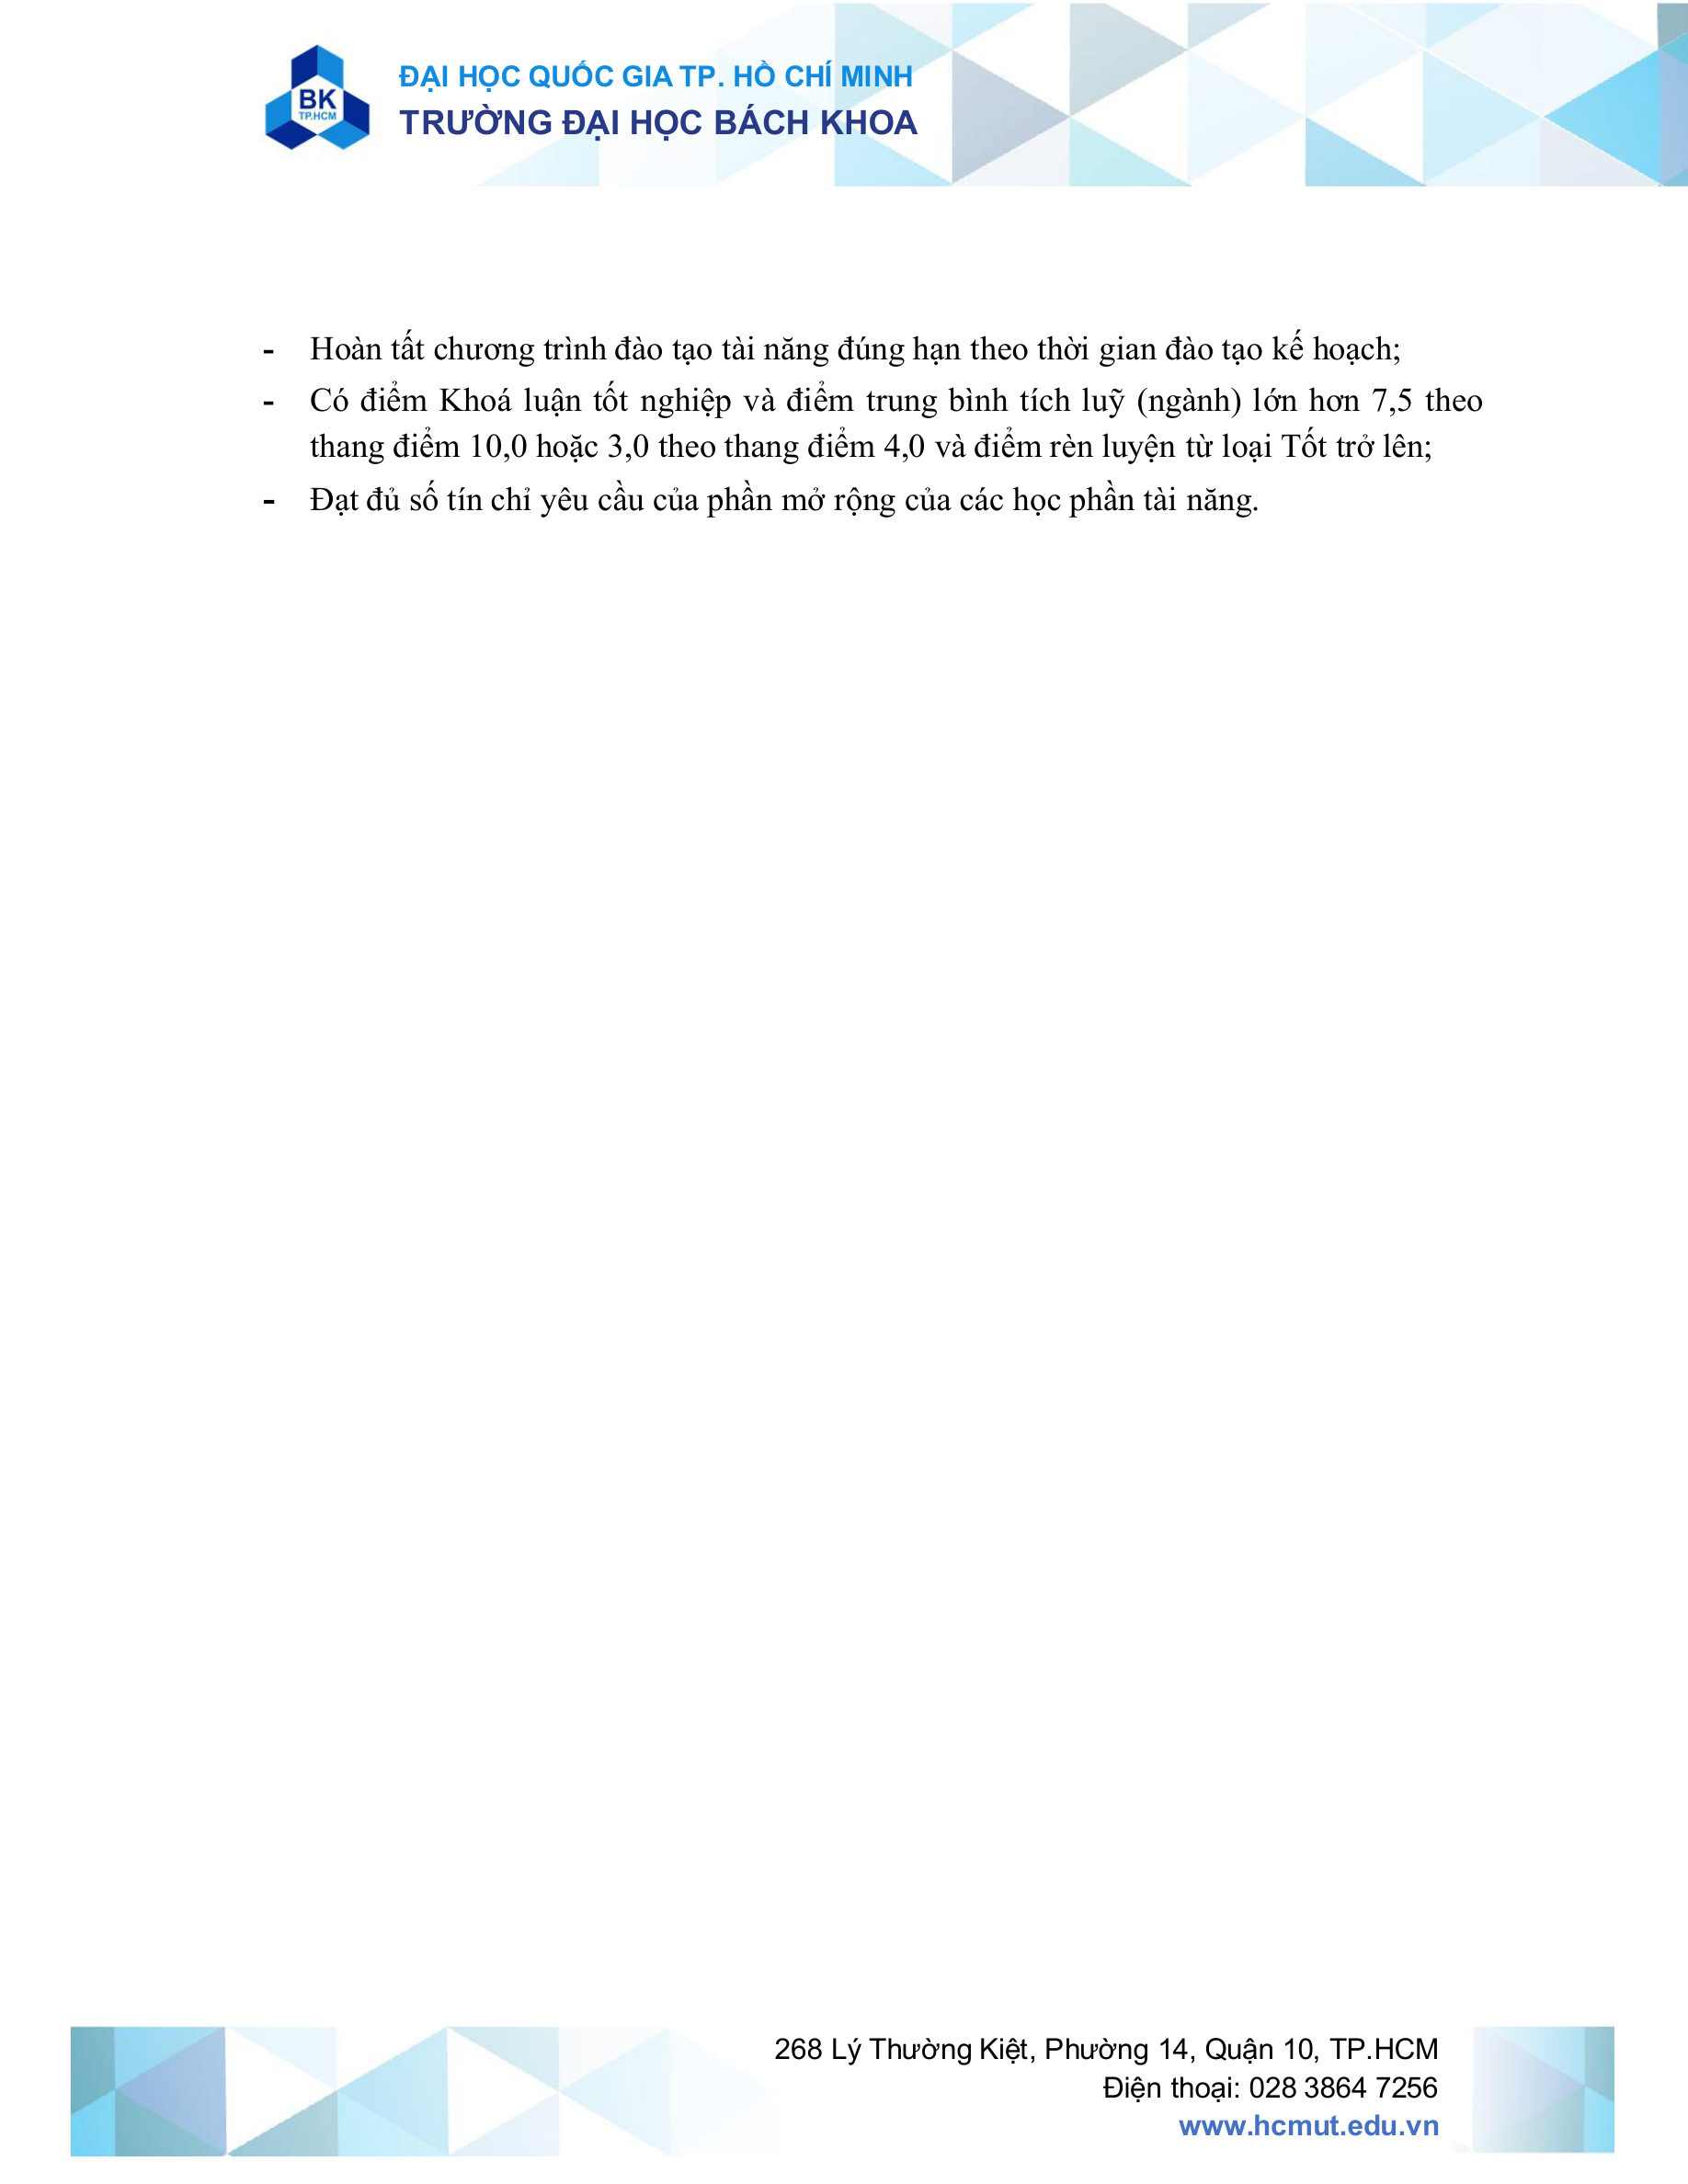 BK
TP.HCM
ĐẠI HỌC QUỐC GIA TP. HỒ CHÍ MINH
TRƯỜNG ĐẠI HỌC BÁCH KHOA
- Hoàn tất chương trình đào tạo tài năng đúng hạn theo thời gian đào tạo kế hoạch;
- Có điểm Khoá luận tốt nghiệp và điểm trung bình tích luỹ (ngành) lớn hơn 7,5 theo
thang điểm 10,0 hoặc 3,0 theo thang điểm 4,0 và điểm rèn luyện từ loại Tốt trở lên;
- Đạt đủ số tín chỉ yêu cầu của phần mở rộng của các học phần tài năng.
268 Lý Thường Kiệt, Phường 14, Quận 10, TP.HCM
Điện thoại: 028 3864 7256
www.hcmut.edu.vn